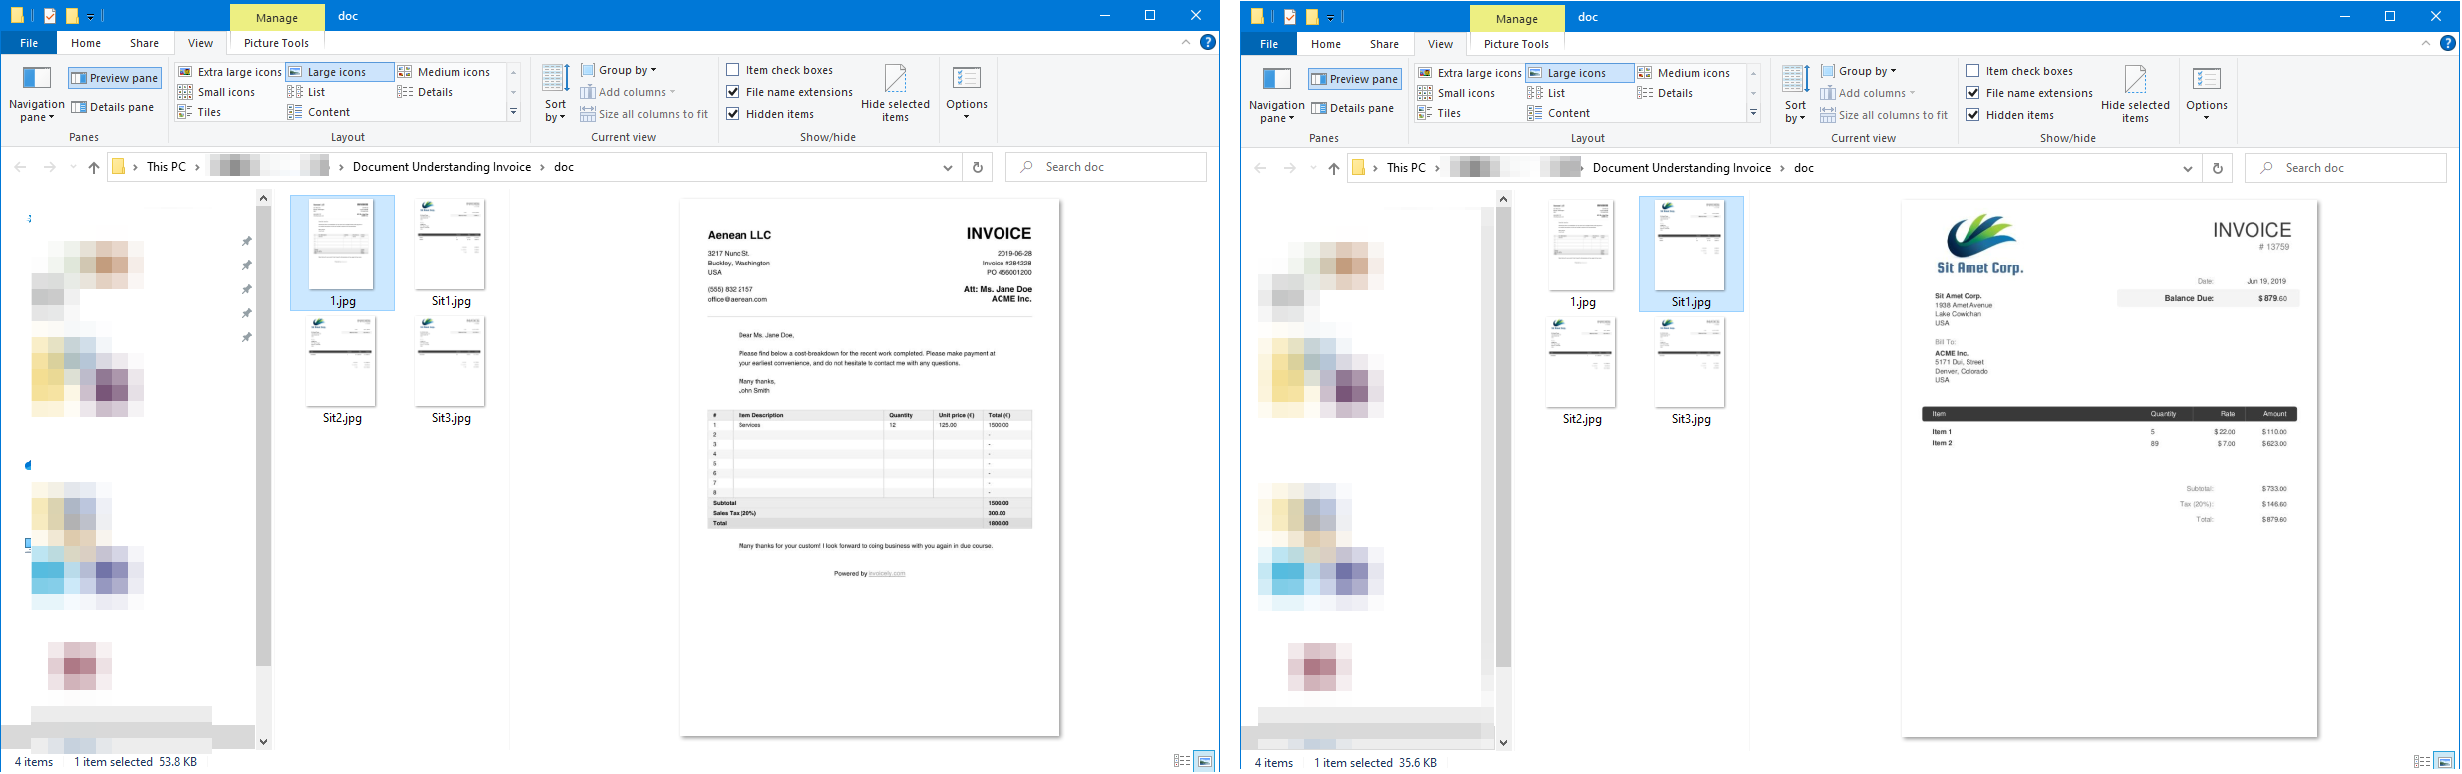 Manage
doc
File
Home
Share
View
Picture Tools
Navigation pane
Preview pane
Details pane
Panes
Extra large icons
Large icons
Medium icons
Small icons
List
Details
Tiles
Content
Layout
Sort by
Group by
Add columns
Size all columns to fit
Current view
Item check boxes
File name extensions
Hidden items
Hide selected items
Show/hide
Options
This PC
Document Understanding Invoice
doc
Search doc
1.jpg
Sit1.jpg
Sit2.jpg
Sit3.jpg
Aenean LLC
INVOICE
3217 Nunc St.
Buckley, Washington
USA
2019-06-28
PO 456001200
(555) 832 2157
office@aenean.com
Att: Ms. Jane Doe
ACME Inc.
Dear Ms. Jane Doe,
Please find below a cost-breakdown for the recent work completed. Please make payment at
your earliest convenience, and do not hesitate to contact me with any questions.
Many thanks,
John Smith
# Item Description Quantity Unit price (€) Total (€)
1 Services 12 125.00 1500.00
2 -
3 -
4 -
5 -
6 -
7 -
8 -
Subtotal 1500.00
Sales Tax (20%) 300.00
Total 1800.00
Many thanks for your custom! I look forward to doing business with you again in due course.
Powered by
4 items
1 item selected 53.8 KB
Manage
doc
File
Home
Share
View
Picture Tools
Navigation pane
Preview pane
Details pane
Panes
Extra large icons
Large icons
Medium icons
Small icons
List
Details
Tiles
Content
Layout
Sort by
Group by
Add columns
Size all columns to fit
Current view
Item check boxes
File name extensions
Hidden items
Hide selected items
Show/hide
Options
This PC
Document Understanding Invoice
doc
Search doc
1.jpg
Sit1.jpg
Sit2.jpg
Sit3.jpg
Sit Amet Corp.
INVOICE
# 13759
Date: Jun 19, 2019
Balance Due: $ 879.60
Sit Amet Corp.
1938 Amet Avenue
Lake Cowichan
USA
Bill To:
ACME Inc.
5171 Dui, Street
Denver, Colorado
USA
Item Quantity Rate Amount
Item 1 5 $ 22.00 $ 110.00
Item 2 89 $ 7.00 $ 623.00
Subtotal: $ 733.00
Tax (20%): $ 146.60
Total: $ 879.60
4 items
1 item selected 35.6 KB